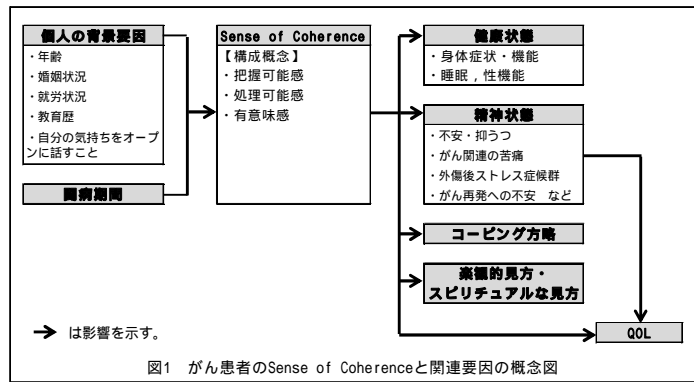 個人の背景要因
・年齢
・婚姻状況
・就労状況
・教育歴
・自分の気持ちをオープ
ンに話すこと
闘病期間
Sense of Coherence
【構成概念】
・把握可能感
・処理可能感
・有意味感
健康状態
・身体症状・機能
・睡眠，性機能
精神状態
・不安・抑うつ
・がん関連の苦痛
・外傷後ストレス症候群
・がん再発への不安　など
コーピング方略
楽観的見方・
スピリチュアルな見方
QOL
は影響を示す。
図1　がん患者のSense of Coherenceと関連要因の概念図